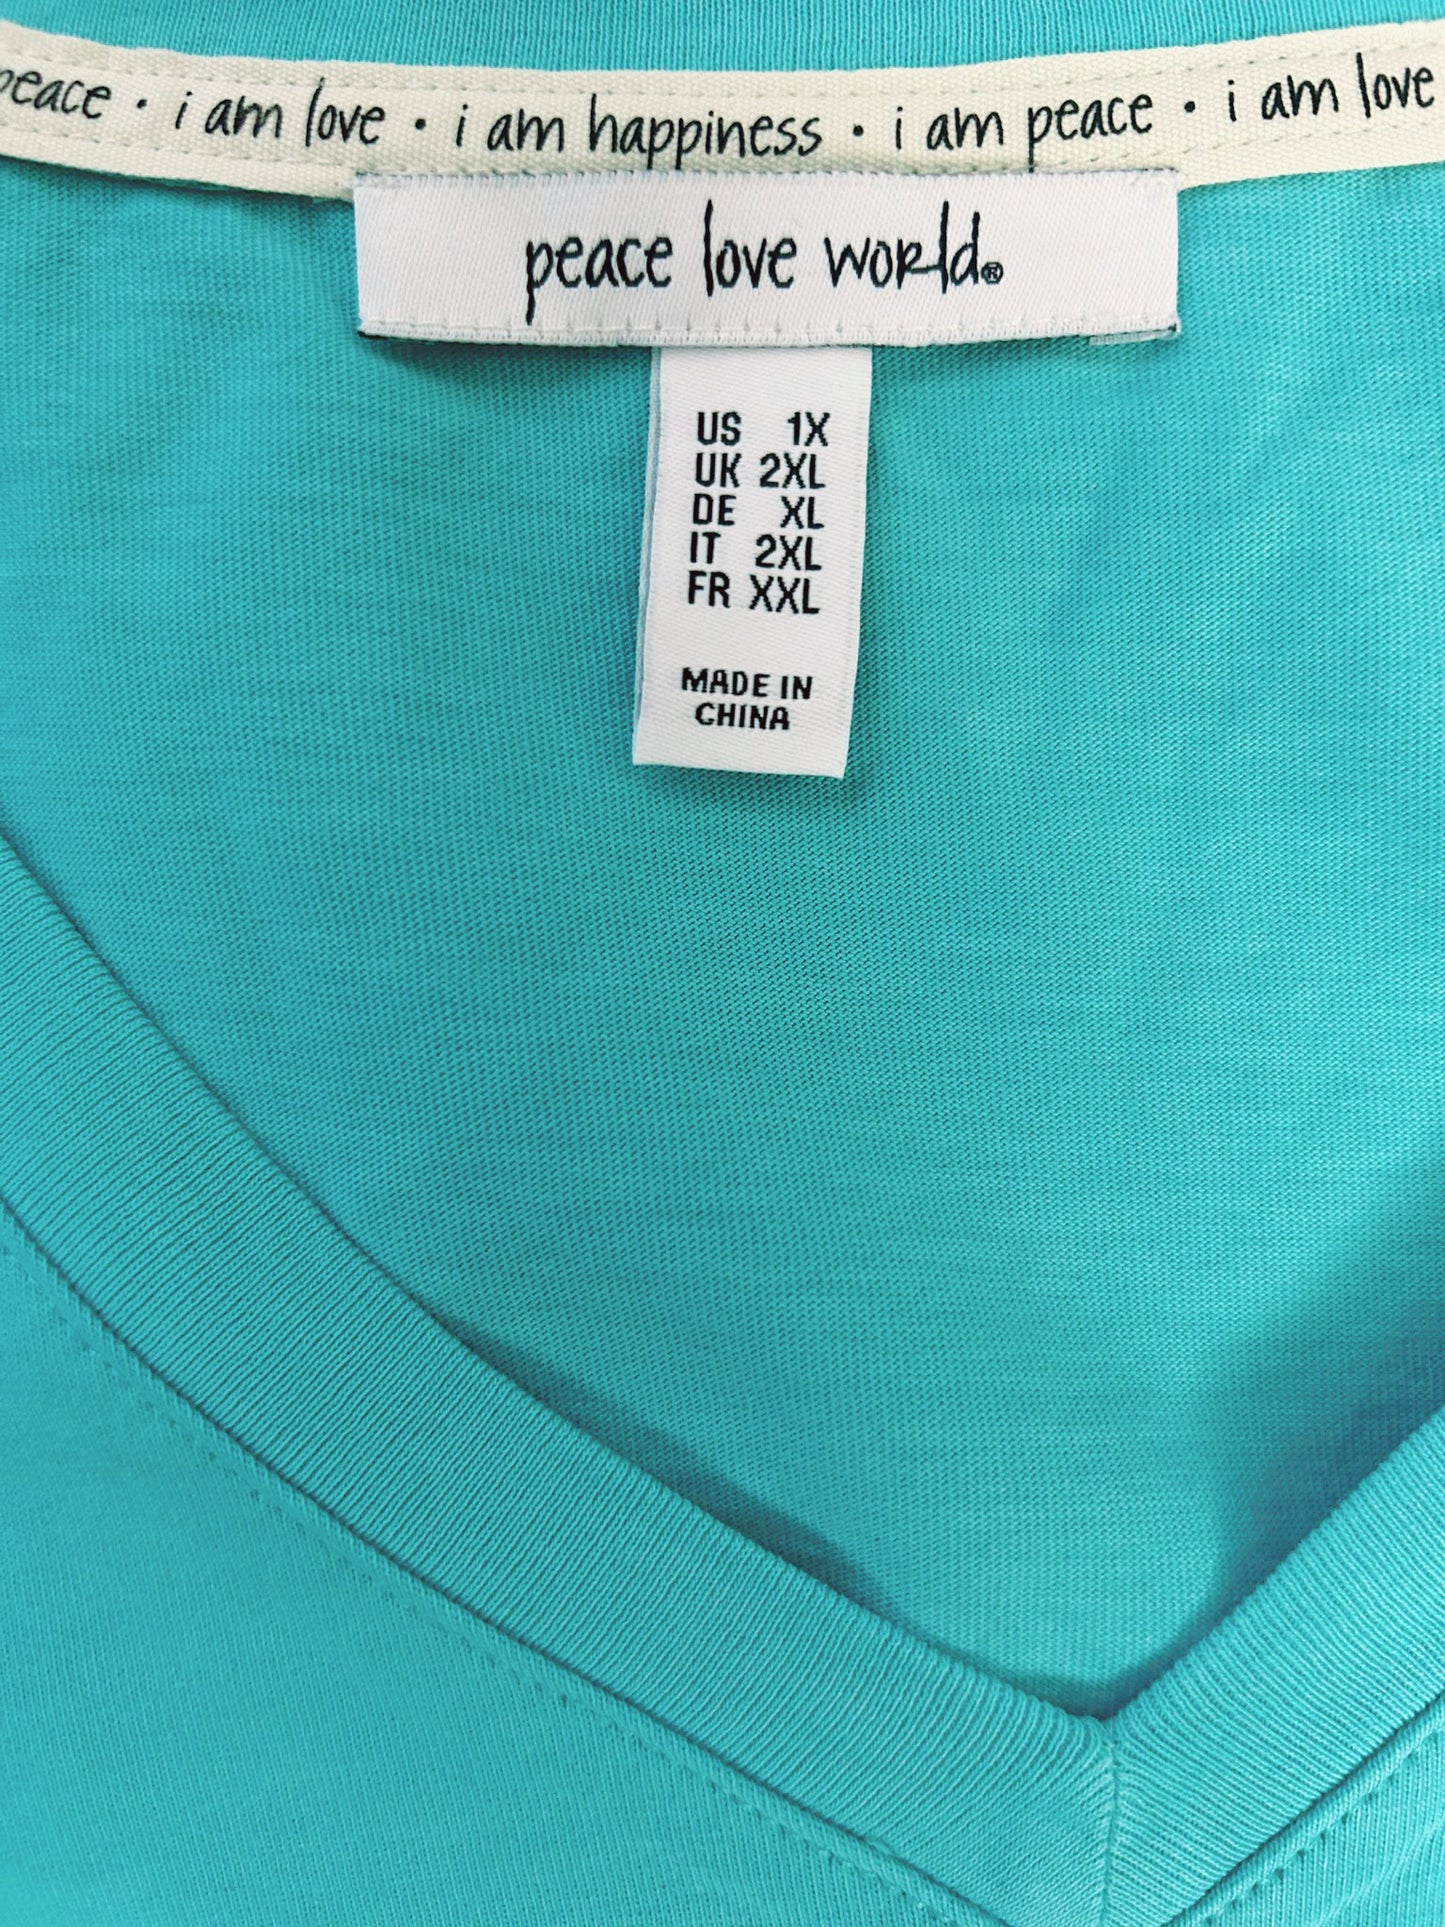 peace • i am love • i am happiness • i am peace • i am love
peace love world®
US 1X
UK 2XL
DE XL
IT 2XL
FR XXL
MADE IN
CHINA